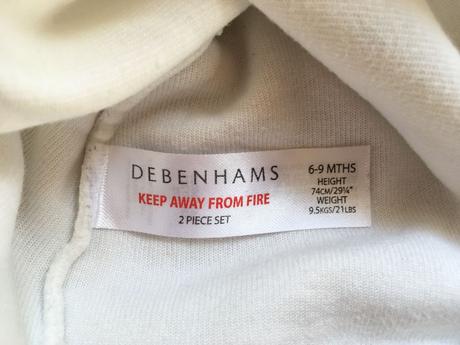 DEBENHAMS
KEEP AWAY FROM FIRE
2 PIECE SET
6-9 MTHS
HEIGHT
74CM/29¼"
WEIGHT
9.5KGS/21LBS